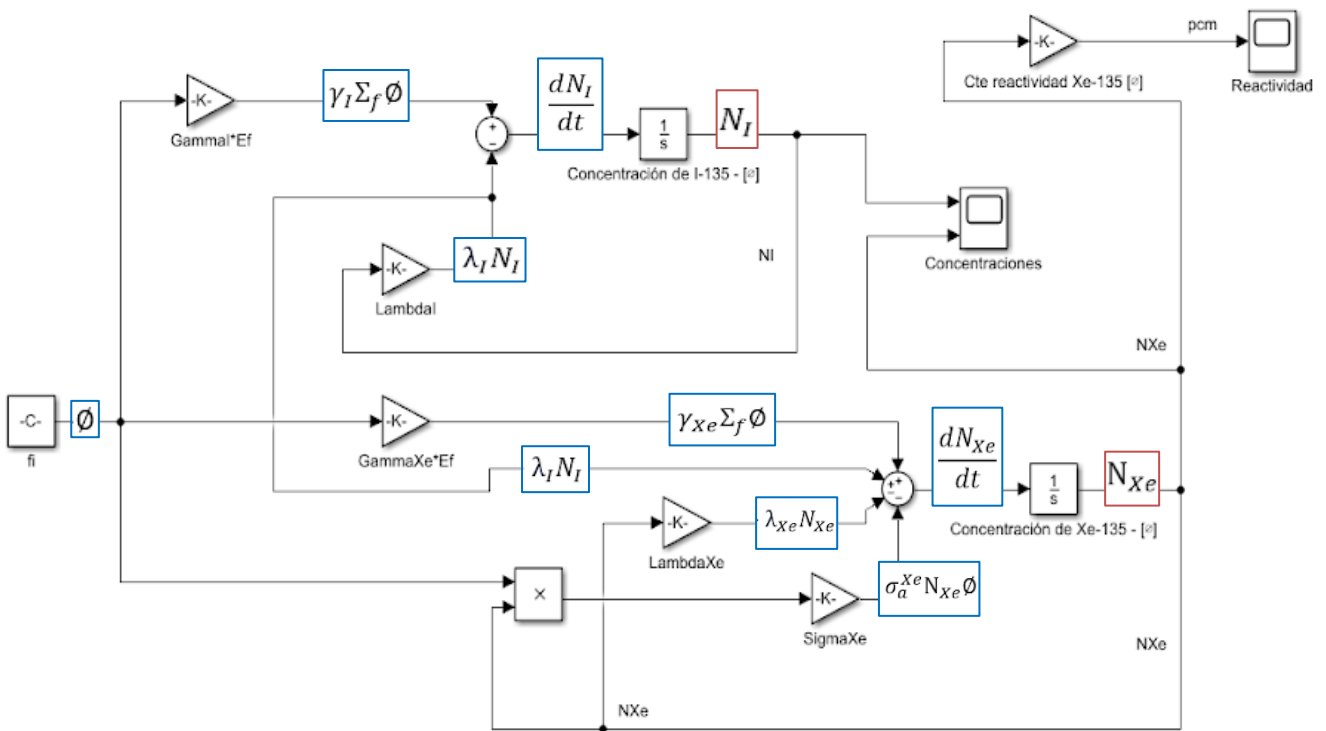 pcm
-K-
Cte reactividad Xe-135 [ø]
Reactividad
-K-
GammaI*Ef
γ_I Σ_f Ø
+
−
dN_I
dt
1
s
N_I
Concentración de I-135 - [ø]
-K-
LambdaI
λ_I N_I
NI
Concentraciones
NXe
-C-
fi
Ø
-K-
GammaXe*Ef
γ_Xe Σ_f Ø
λ_I N_I
++
−−
dN_Xe
dt
1
s
N_Xe
Concentración de Xe-135 - [ø]
-K-
LambdaXe
λ_Xe N_Xe
×
-K-
SigmaXe
σ_a^Xe N_Xe Ø
NXe
NXe